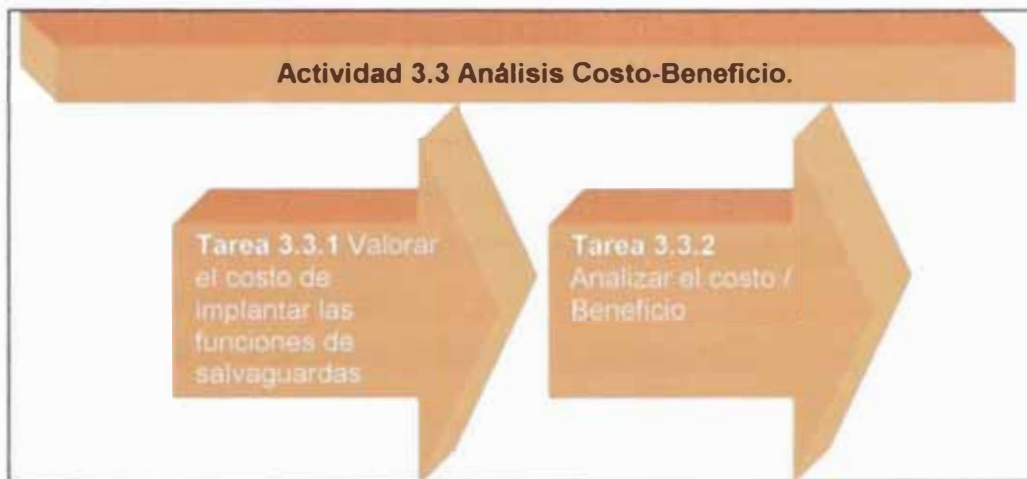 Actividad 3.3 Análisis Costo-Beneficio.
Tarea 3.3.1 Valorar
el costo de
implantar las
funciones de
salvaguardas
Tarea 3.3.2
Analizar el costo /
Beneficio